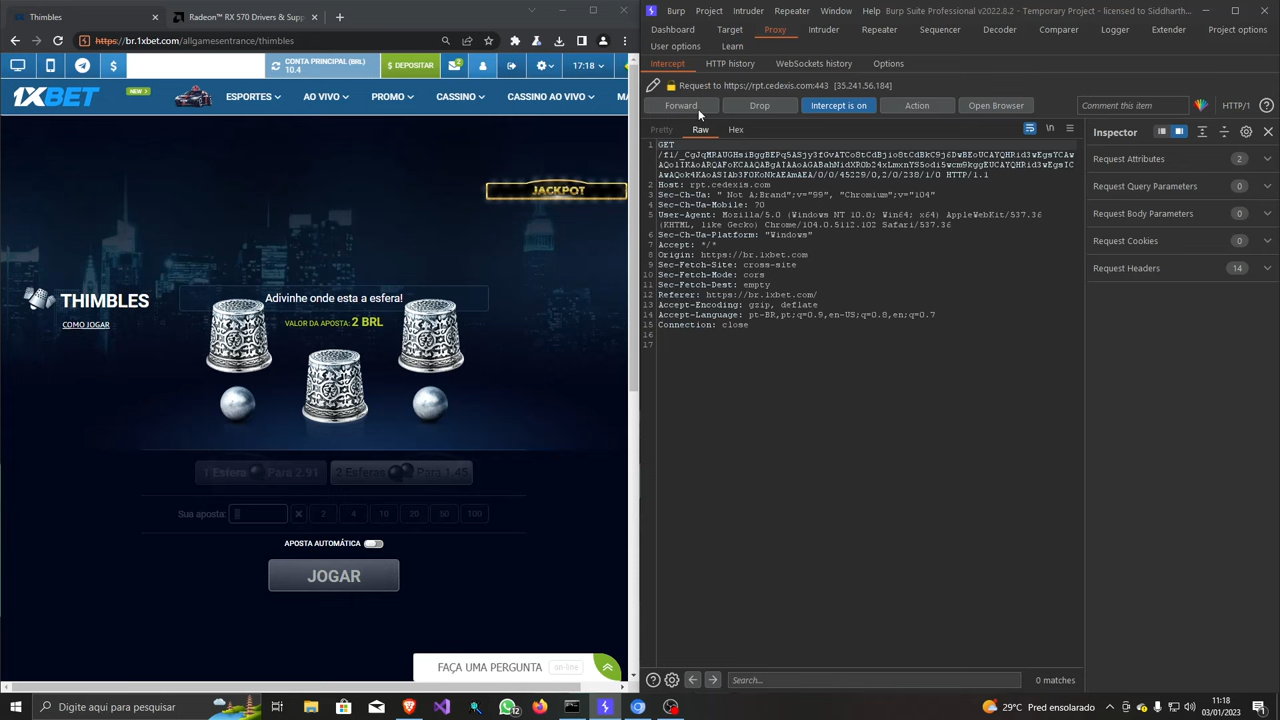 Thimbles
Radeon™ RX 570 Drivers & Supp
https://br.1xbet.com/allgamesentrance/thimbles
CONTA PRINCIPAL (BRL)
10.4
$ DEPOSITAR
2
17:18
1XBET
NEW
ESPORTES
AO VIVO
PROMO
CASSINO
CASSINO AO VIVO
MA
JACKPOT
THIMBLES
COMO JOGAR
Adivinhe onde esta a esfera!
VALOR DA APOSTA: 2 BRL
1 Esfera Para 2.91
2 Esferas Para 1.45
Sua aposta:
2 4 10 20 50 100
APOSTA AUTOMÁTICA
JOGAR
FAÇA UMA PERGUNTA on-line
Burp Project Intruder Repeater Window Help Burp Suite Professional v2022.8.2 - Temporary Project - licensed to Siddharth...
Dashboard Target Proxy Intruder Repeater Sequencer Decoder Comparer Logger Extender Project options
User options Learn
Intercept HTTP history WebSockets history Options
Request to https://rpt.cedexis.com:443 [35.241.56.184]
Forward Drop Intercept is on Action Open Browser Comment this item HTTP/1
Pretty Raw Hex \n
1 GET
2 Host: rpt.cedexis.com
3 Sec-Ch-Ua: " Not A;Brand";v="99", "Chromium";v="104"
4 Sec-Ch-Ua-Mobile: ?0
5 User-Agent: Mozilla/5.0 (Windows NT 10.0; Win64; x64) AppleWebKit/537.36
(KHTML, like Gecko) Chrome/104.0.5112.102 Safari/537.36
6 Sec-Ch-Ua-Platform: "Windows"
7 Accept: */*
8 Origin: https://br.1xbet.com
9 Sec-Fetch-Site: cross-site
10 Sec-Fetch-Mode: cors
11 Sec-Fetch-Dest: empty
12 Referer: https://br.1xbet.com/
13 Accept-Encoding: gzip, deflate
14 Accept-Language: pt-BR,pt;q=0.9,en-US;q=0.8,en;q=0.7
15 Connection: close
16
17
Inspector
Request Attributes 2
Request Query Parameters
Request Body Parameters 0
Request Cookies 0
Request Headers 14
Search... 0 matches
Digite aqui para pesquisar
12
29°C Pred ensolarado
11:18
03/01/2023